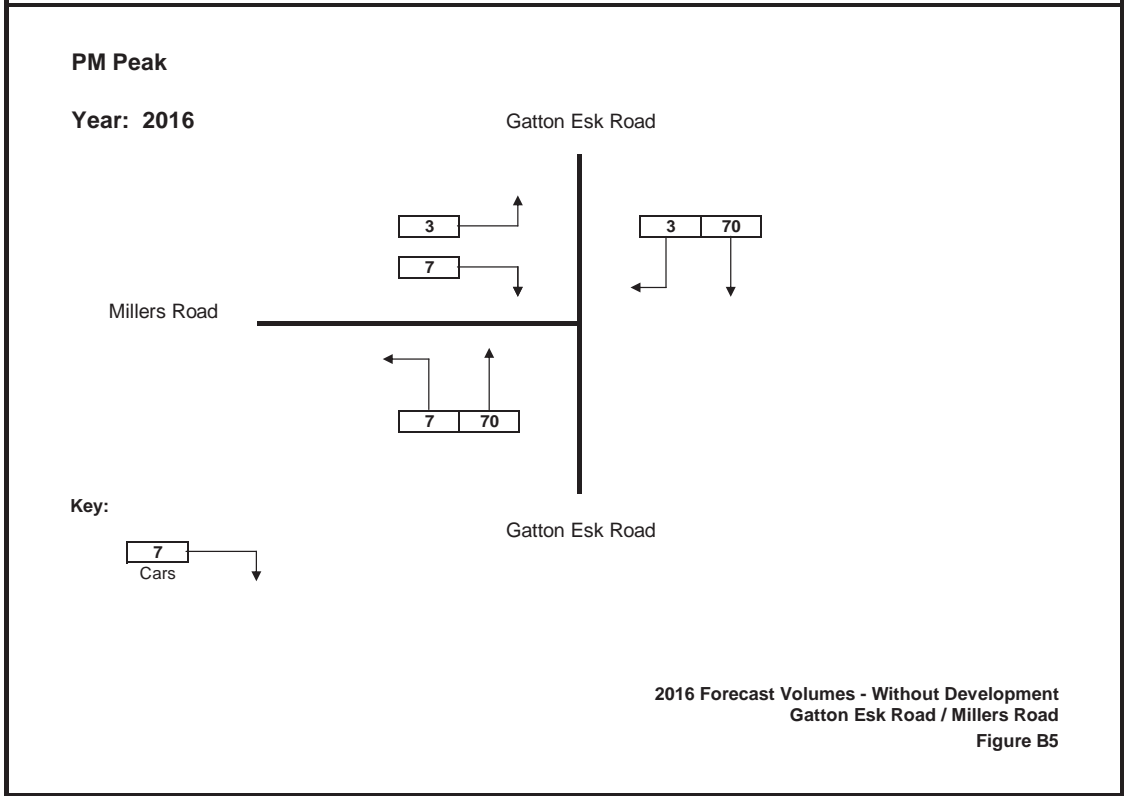 PM Peak
Year: 2016
Gatton Esk Road
3
3 70
7
Millers Road
7 70
Key:
Gatton Esk Road
7
Cars
2016 Forecast Volumes - Without Development
Gatton Esk Road / Millers Road
Figure B5